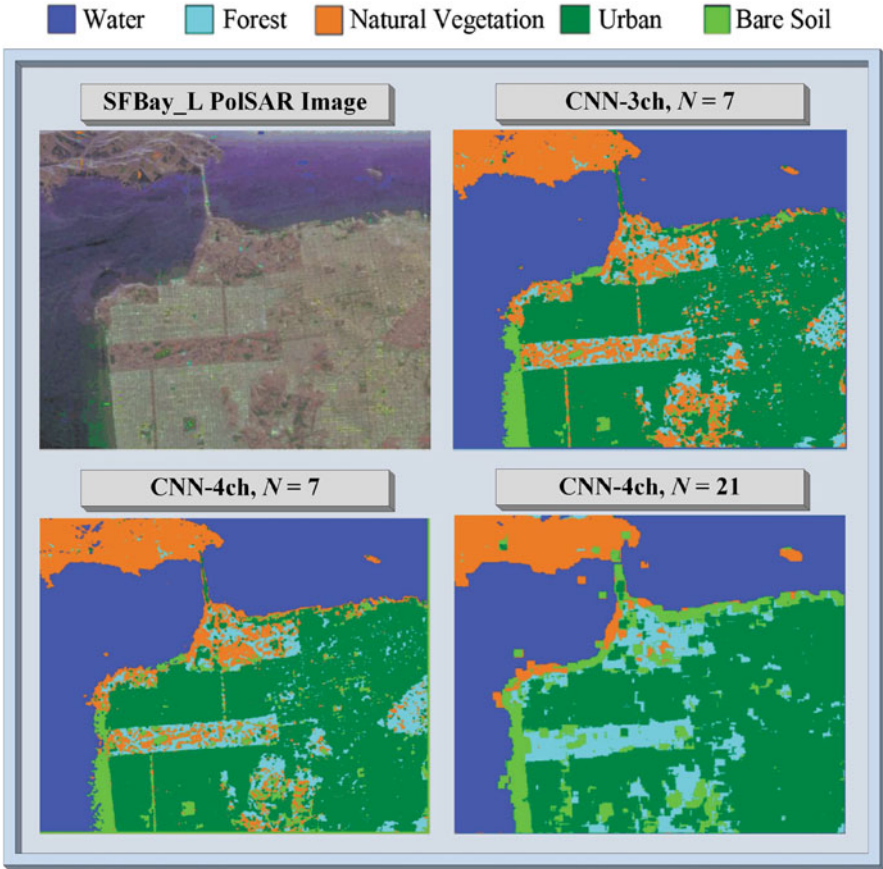 Water Forest Natural Vegetation Urban Bare Soil
SFBay_L PolSAR Image
CNN-3ch, N = 7
CNN-4ch, N = 7
CNN-4ch, N = 21